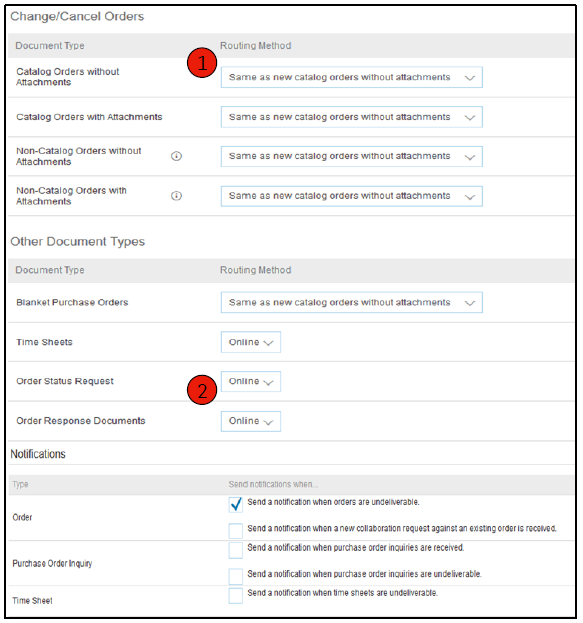 Change/Cancel Orders
Document Type Routing Method
1
Catalog Orders without
Attachments
Same as new catalog orders without attachments
Catalog Orders with Attachments Same as new catalog orders without attachments
Non-Catalog Orders without
Attachments
Same as new catalog orders without attachments
Non-Catalog Orders with
Attachments
Same as new catalog orders without attachments
Other Document Types
Document Type Routing Method
Blanket Purchase Orders Same as new catalog orders without attachments
Time Sheets Online
Order Status Request Online
2
Order Response Documents Online
Notifications
Type Send notifications when...
Order
Send a notification when orders are undeliverable.
Send a notification when a new collaboration request against an existing order is received.
Purchase Order Inquiry
Send a notification when purchase order inquiries are received.
Send a notification when purchase order inquiries are undeliverable.
Time Sheet Send a notification when time sheets are undeliverable.